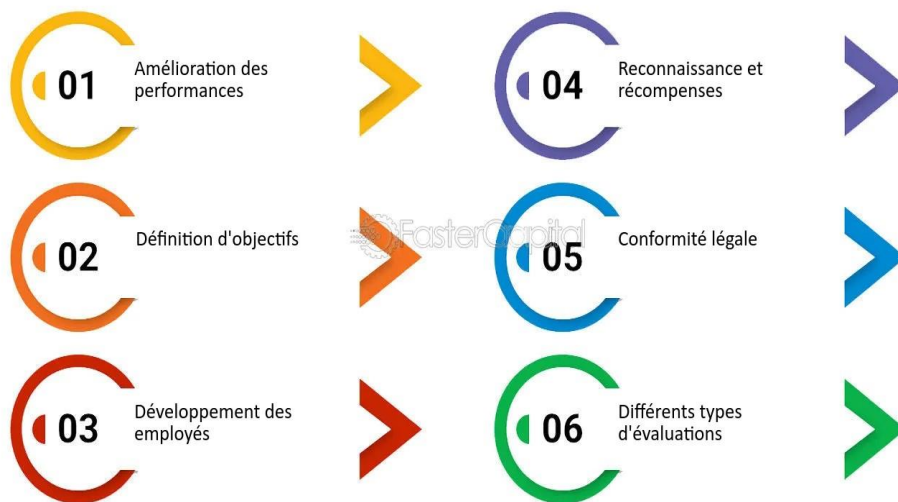 01
Amélioration des
performances
02
Définition d'objectifs
03
Développement des
employés
04
Reconnaissance et
récompenses
05
Conformité légale
06
Différents types
d'évaluations
FasterCapital